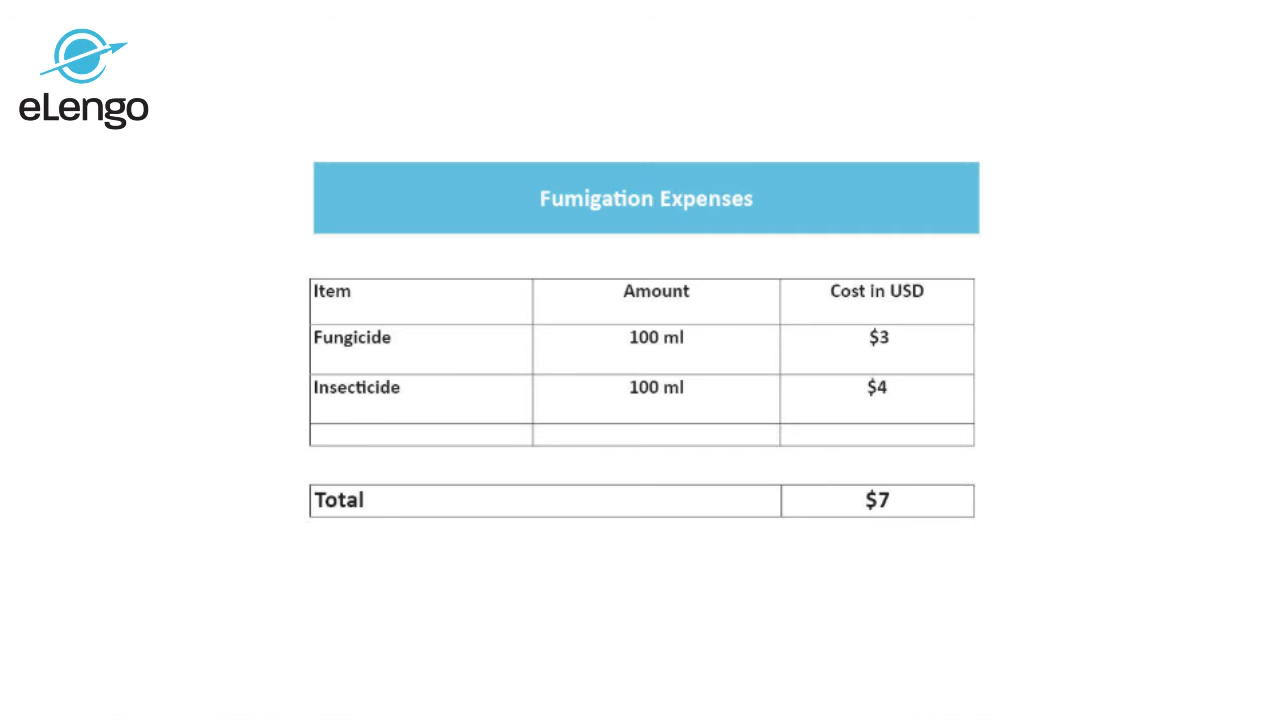 eLengo
Fumigation Expenses
Item Amount Cost in USD
Fungicide 100 ml $3
Insecticide 100 ml $4
Total $7